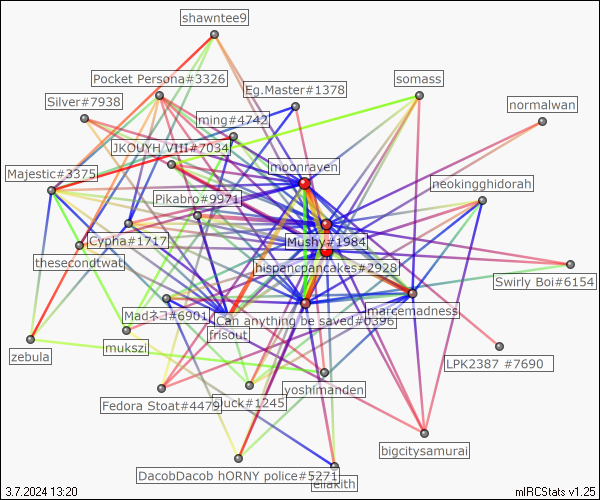 shawntee9
Pocket Persona#3326
somass
Eg.Master#1378
Silver#7938
normalwan
ming#4742
JKOUYH_VIII#7034
moonraven
Majestic#3375
neokingghidorah
Pikabro#9971
Cypha#1717
Mushy#1984
thesecondtwat
hispancpancakes#2928
Swirly Boi#6154
Madネコ#6901
marcemadness
Can anything be saved#0396
frisout
mukszi
zebula
LPK2387 #7690
yoshimanden
Fedora Stoat#4479
Duck#1245
bigcitysamurai
DacobDacob hORNY police#5271
eliakith
3.7.2024 13:20
mIRCStats v1.25